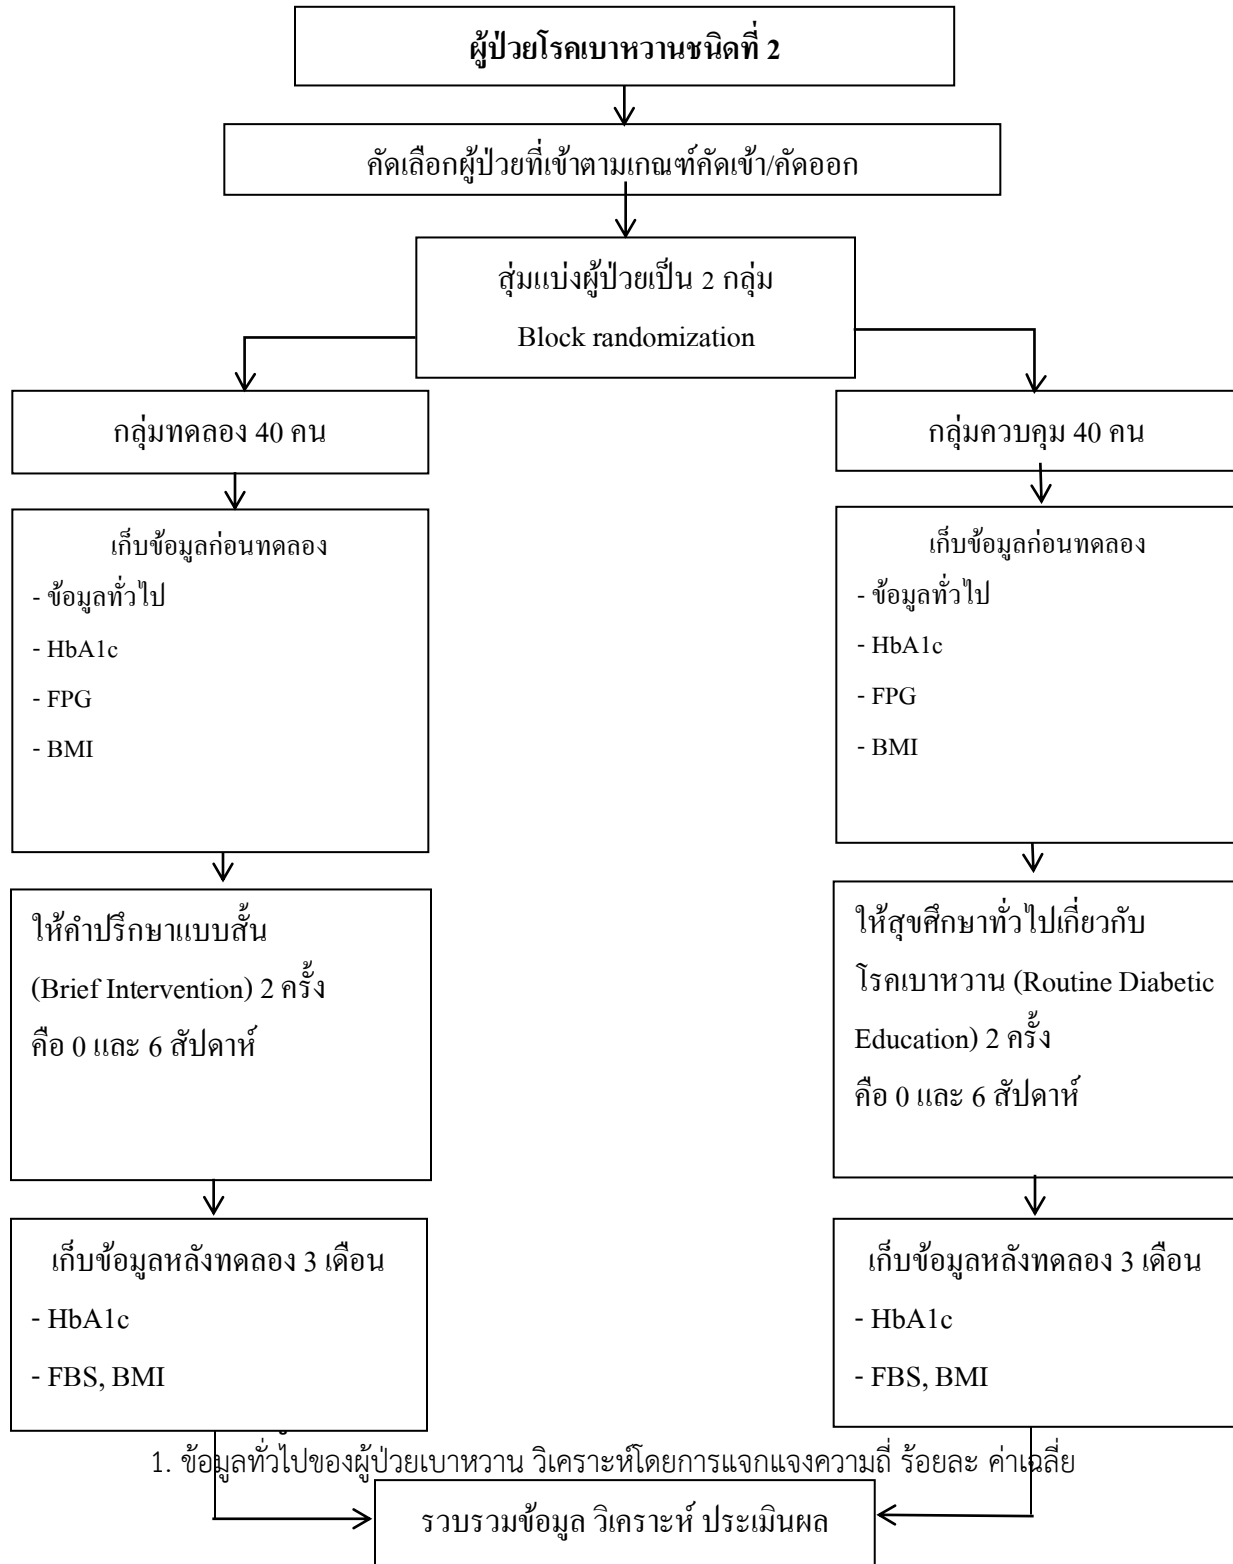 ผู้ป่วยโรคเบาหวานชนิดที่ 2
คัดเลือกผู้ป่วยที่เข้าตามเกณฑ์คัดเข้า/คัดออก
สุ่มแบ่งผู้ป่วยเป็น 2 กลุ่ม
Block randomization
กลุ่มทดลอง 40 คน
เก็บข้อมูลก่อนทดลอง
- ข้อมูลทั่วไป
- HbA1c
- FPG
- BMI
ให้คำปรึกษาแบบสั้น
(Brief Intervention) 2 ครั้ง
คือ 0 และ 6 สัปดาห์
เก็บข้อมูลหลังทดลอง 3 เดือน
- HbA1c
- FBS, BMI
กลุ่มควบคุม 40 คน
เก็บข้อมูลก่อนทดลอง
- ข้อมูลทั่วไป
- HbA1c
- FPG
- BMI
ให้สุขศึกษาทั่วไปเกี่ยวกับ
โรคเบาหวาน (Routine Diabetic
Education) 2 ครั้ง
คือ 0 และ 6 สัปดาห์
เก็บข้อมูลหลังทดลอง 3 เดือน
- HbA1c
- FBS, BMI
1. ข้อมูลทั่วไปของผู้ป่วยเบาหวาน วิเคราะห์โดยการแจกแจงความถี่ ร้อยละ ค่าเฉลี่ย
รวบรวมข้อมูล วิเคราะห์ ประเมินผล